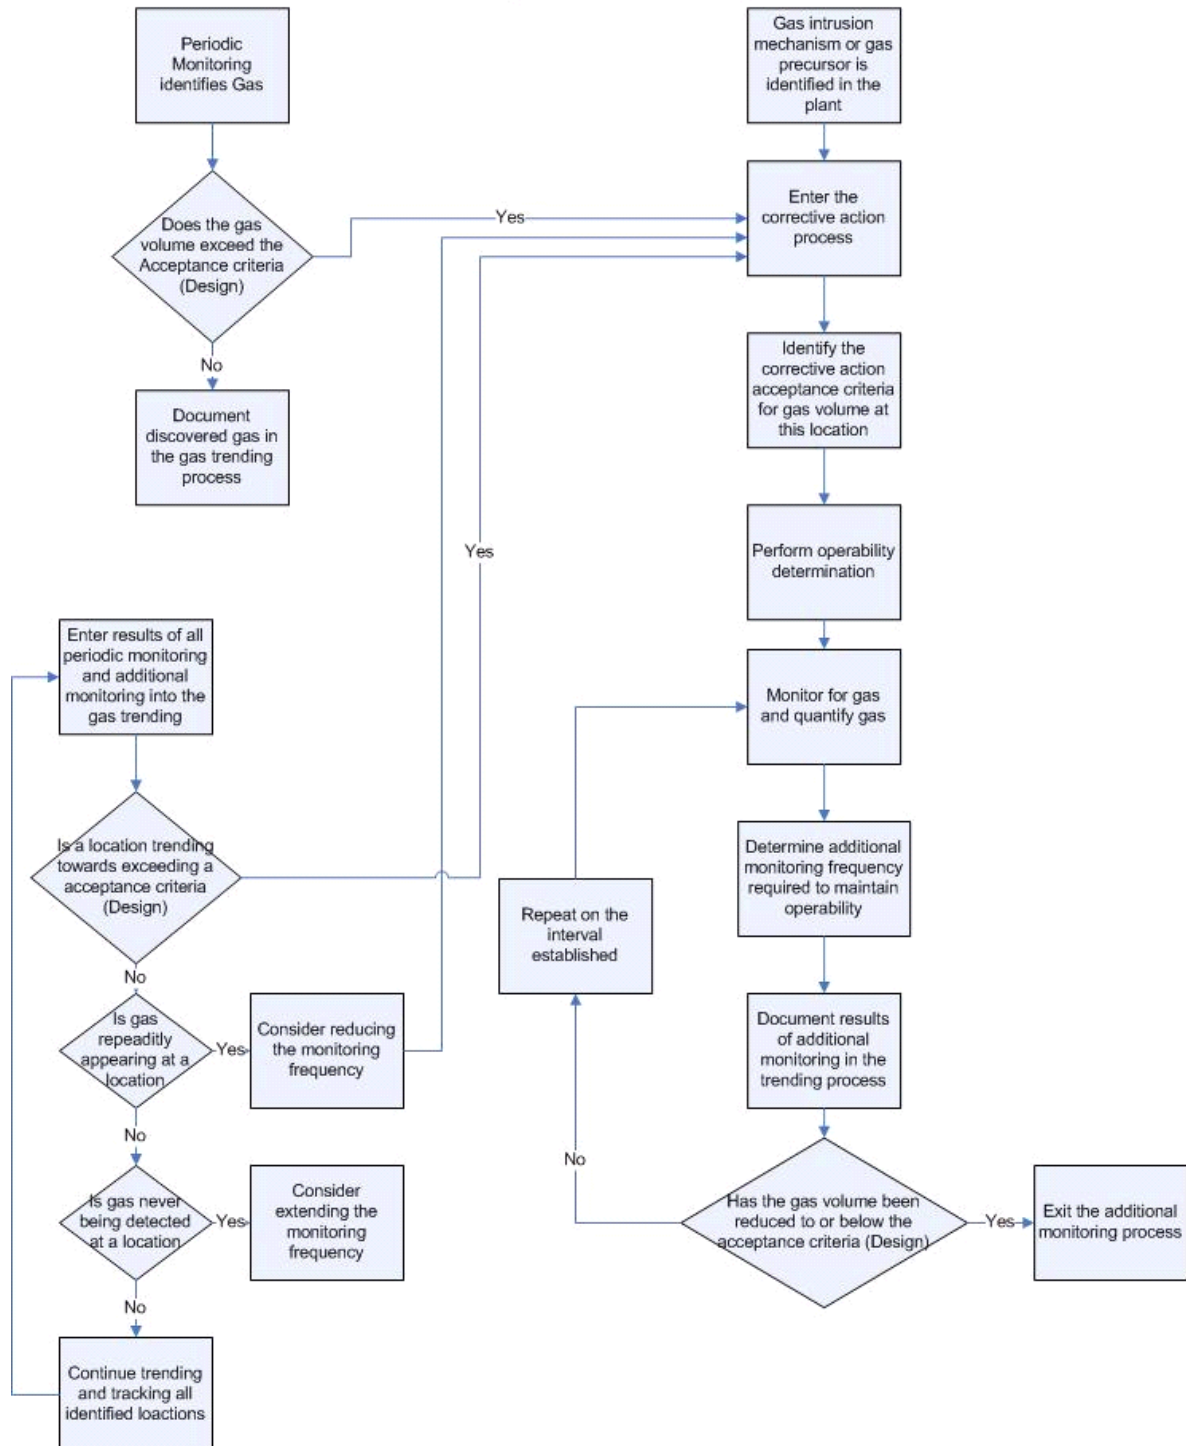 Periodic
Monitoring
identifies Gas
Does the gas
volume exceed the
Acceptance criteria
(Design)
Yes
No
Document
discovered gas in
the gas trending
process
Gas intrusion
mechanism or gas
precursor is
identified in the
plant
Enter the
corrective action
process
Identify the
corrective action
acceptance criteria
for gas volume at
this location
Perform operability
determination
Monitor for gas
and quantify gas
Determine additional
monitoring frequency
required to maintain
operability
Document results
of additional
monitoring in the
trending process
Has the gas volume been
reduced to or below the
acceptance criteria (Design)
Yes
Exit the additional
monitoring process
No
Repeat on the
interval
established
Enter results of all
periodic monitoring
and additional
monitoring into the
gas trending
Is a location trending
towards exceeding a
acceptance criteria
(Design)
Yes
No
Is gas
repeaditly
appearing at a
location
Yes
Consider reducing
the monitoring
frequency
No
Is gas never
being detected
at a location
Yes
Consider
extending the
monitoring
frequency
No
Continue trending
and tracking all
identified loactions